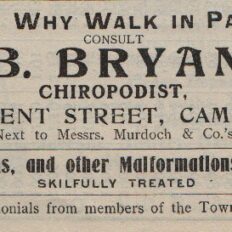 WHY WALK IN PA
CONSULT
B. BRYAN
CHIROPODIST,
ENT STREET, CAM
Next to Messrs. Murdoch & Co.'s
s, and other Malformations
SKILFULLY TREATED
onials from members of the Tow